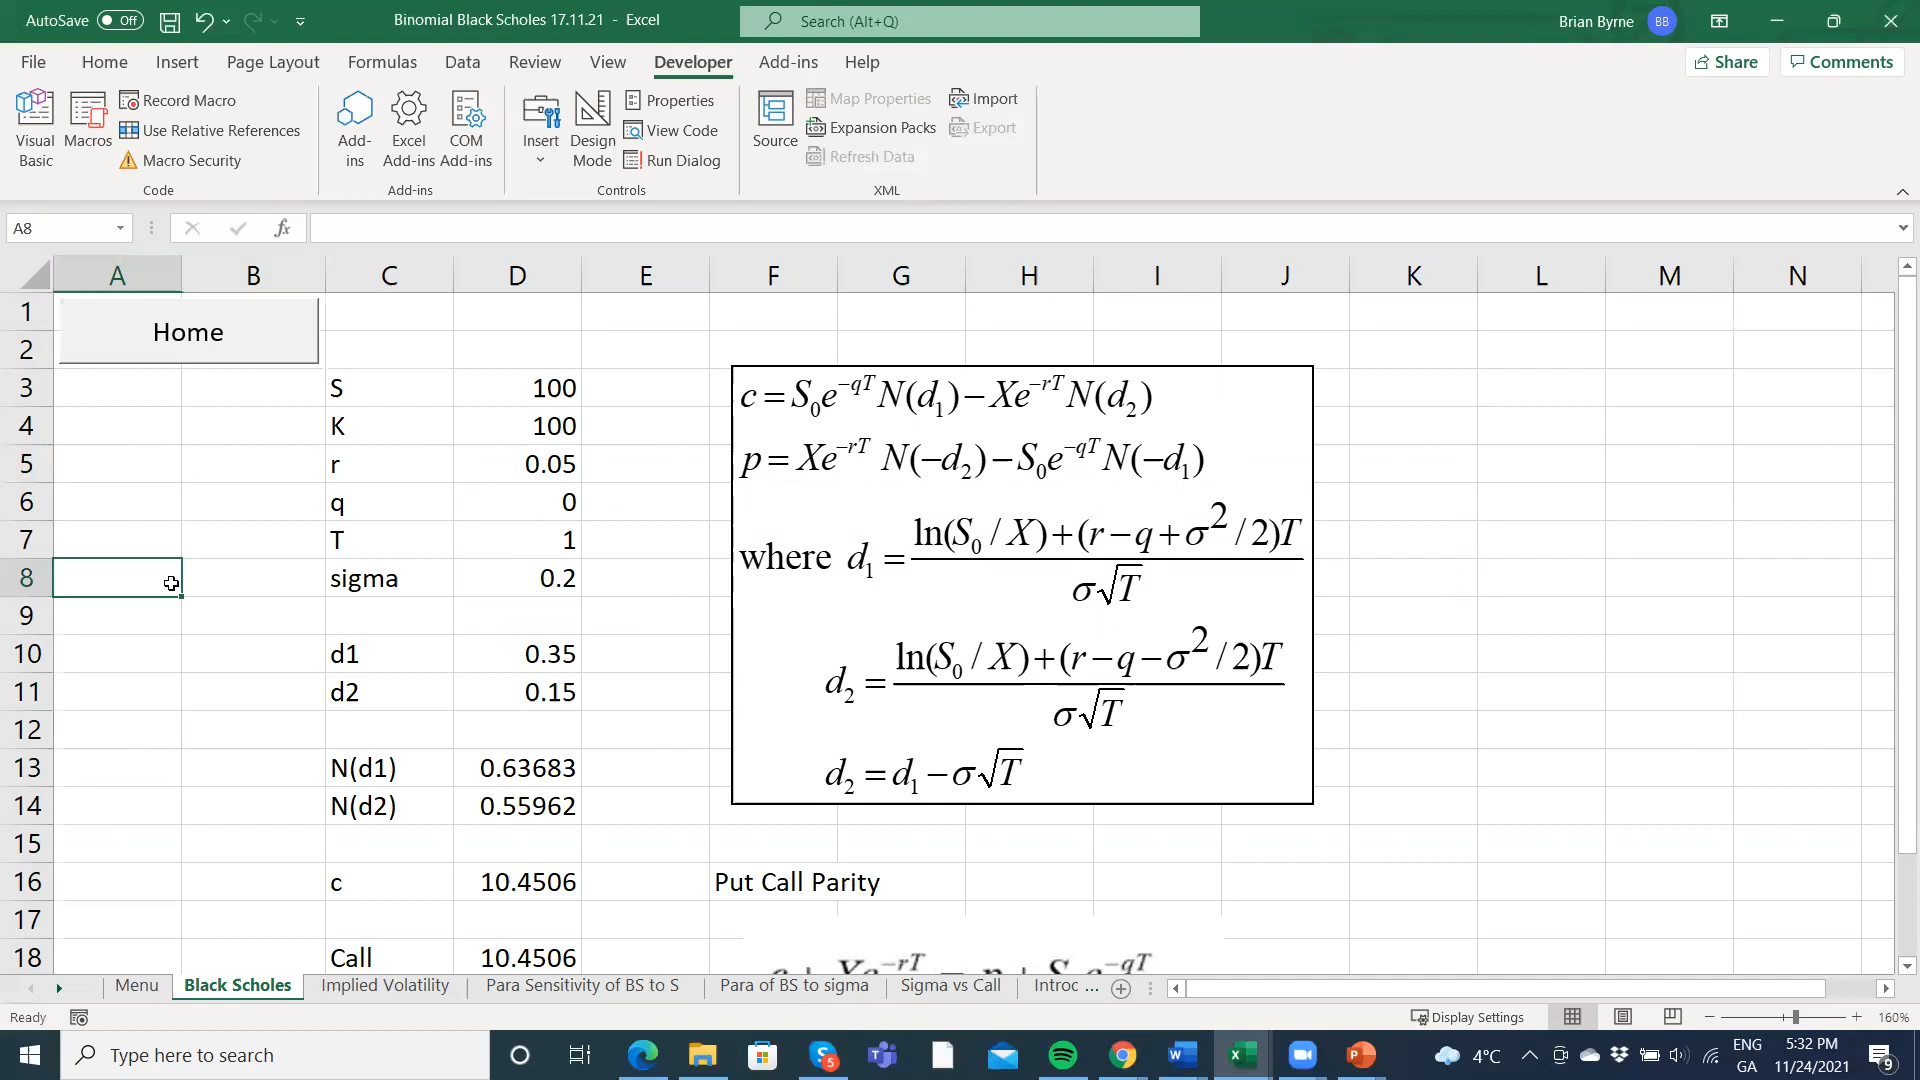 AutoSave Off Binomial Black Scholes 17.11.21 - Excel Search (Alt+Q) Brian Byrne BB
File Home Insert Page Layout Formulas Data Review View Developer Add-ins Help Share Comments
Visual Basic
Macros
Record Macro
Use Relative References
Macro Security
Code
Add-ins
Excel Add-ins
COM Add-ins
Add-ins
Insert
Design Mode
Properties
View Code
Run Dialog
Controls
Source
Map Properties
Expansion Packs
Refresh Data
Import
Export
XML
A8 fx
A B C D E F G H I J K L M N
1
Home
2
3 S 100
4 K 100
5 r 0.05
6 q 0
7 T 1
8 sigma 0.2
9
10 d1 0.35
11 d2 0.15
12
13 N(d1) 0.63683
14 N(d2) 0.55962
15
16 c 10.4506 Put Call Parity
17
18 Call 10.4506
c = S₀e^{-qT} N(d₁) − Xe^{-rT} N(d₂)
p = Xe^{-rT} N(−d₂) − S₀e^{-qT} N(−d₁)
where d₁ = ln(S₀ / X) + (r − q + σ² / 2)T
σ√T
d₂ = ln(S₀ / X) + (r − q − σ² / 2)T
σ√T
d₂ = d₁ − σ√T
Menu Black Scholes Implied Volatility Para Sensitivity of BS to S Para of BS to sigma Sigma vs Call Introc ...
Ready Display Settings 160%
Type here to search
5
4°C ENG GA 5:32 PM 11/24/2021 9